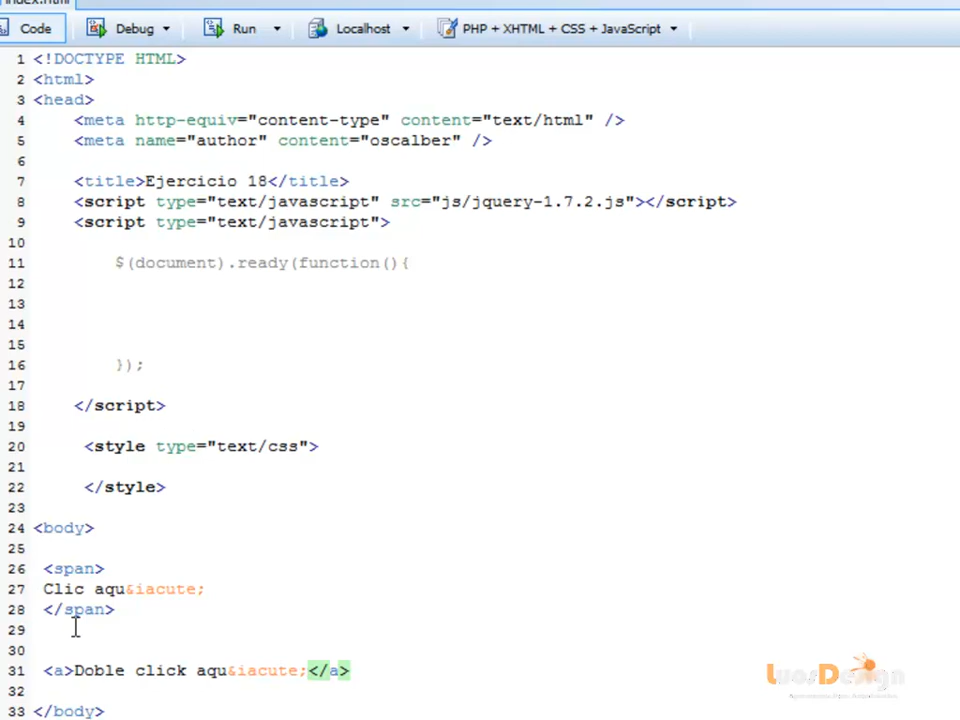 index.html
Code Debug Run Localhost PHP + XHTML + CSS + JavaScript
1 <!DOCTYPE HTML>
2 <html>
3 <head>
4 <meta http-equiv="content-type" content="text/html" />
5 <meta name="author" content="oscalber" />
6
7 <title>Ejercicio 18</title>
8 <script type="text/javascript" src="js/jquery-1.7.2.js"></script>
9 <script type="text/javascript">
10
11 $(document).ready(function(){
12
13
14
15
16 });
17
18 </script>
19
20 <style type="text/css">
21
22 </style>
23
24 <body>
25
26 <span>
27 Clic aqu&iacute;
28 </span>
29
30
31 <a>Doble click aqu&iacute;</a>
32
33 </body>
LuosDesign